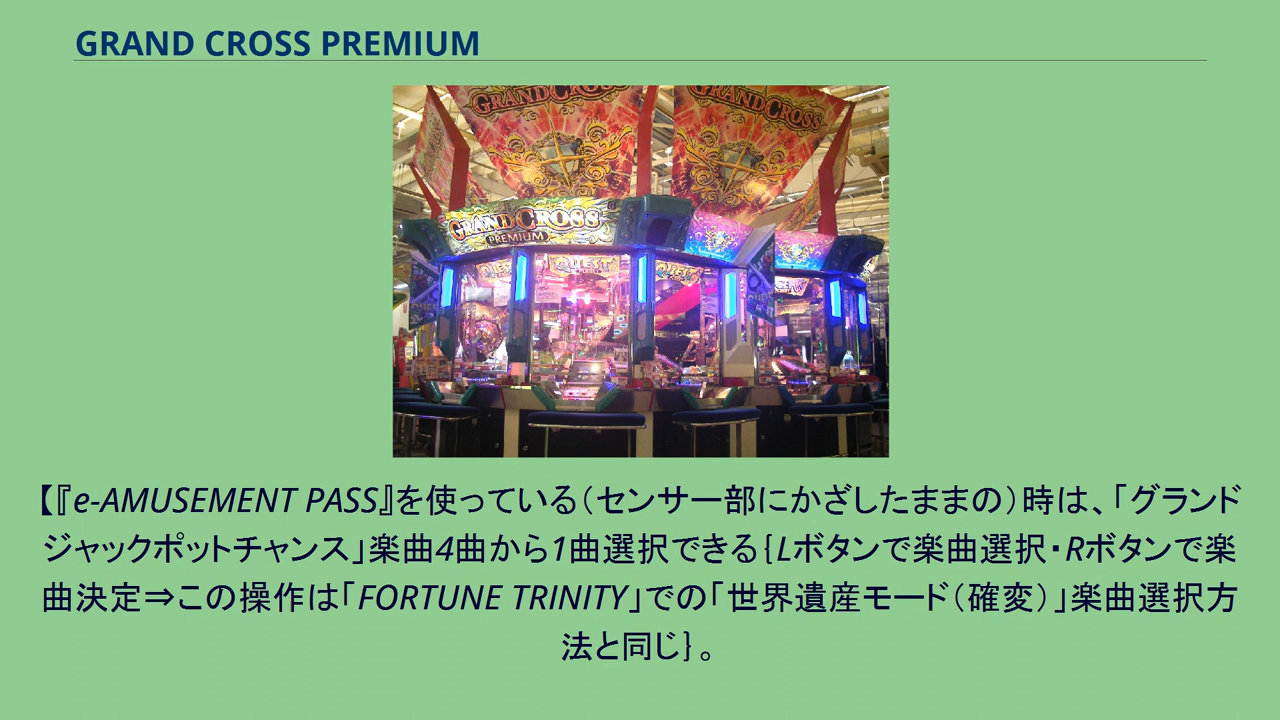 GRAND CROSS PREMIUM
GRANDCROSS
GRANDCROSS
GRAND CROSS
PREMIUM
QUEST
【『e-AMUSEMENT PASS』を使っている（センサー部にかざしたままの）時は、「グランド
ジャックポットチャンス」楽曲4曲から1曲選択できる{Lボタンで楽曲選択・Rボタンで楽
曲決定⇒この操作は「FORTUNE TRINITY」での「世界遺産モード（確変）」楽曲選択方
法と同じ}。